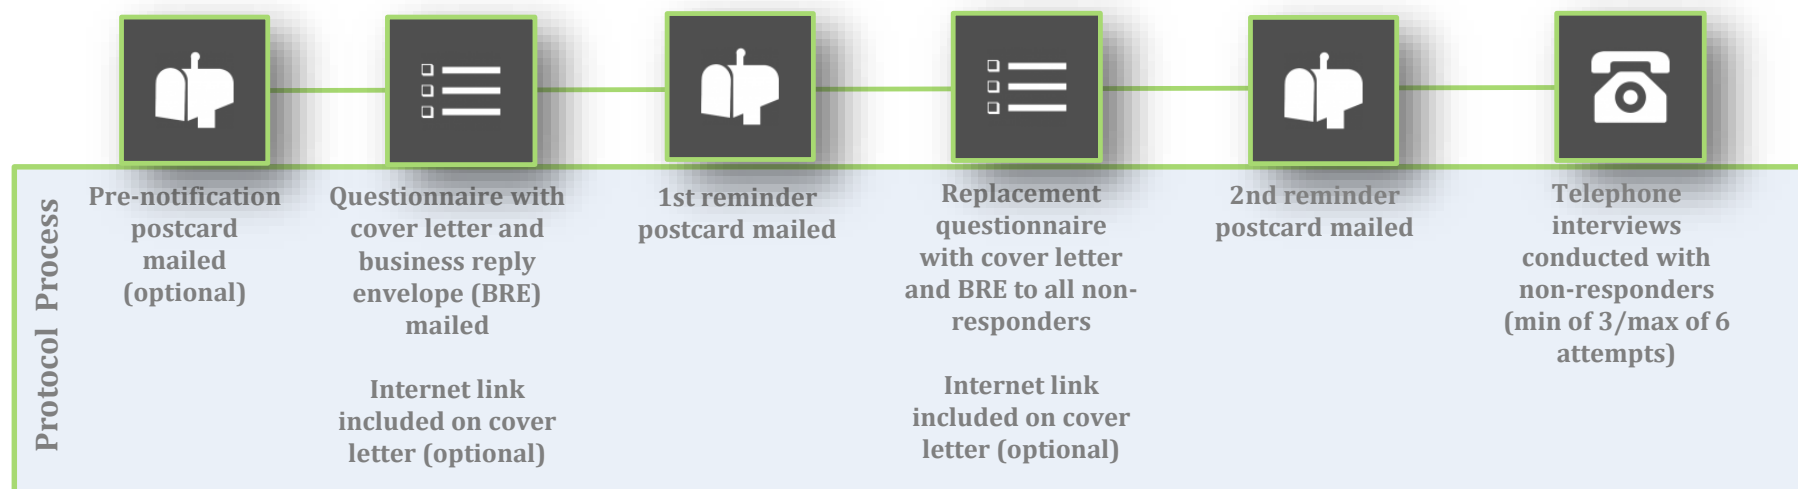 Protocol Process
Pre-notification
postcard
mailed
(optional)
Questionnaire with
cover letter and
business reply
envelope (BRE)
mailed
Internet link
included on cover
letter (optional)
1st reminder
postcard mailed
Replacement
questionnaire
with cover letter
and BRE to all non-
responders
Internet link
included on cover
letter (optional)
2nd reminder
postcard mailed
Telephone
interviews
conducted with
non-responders
(min of 3/max of 6
attempts)